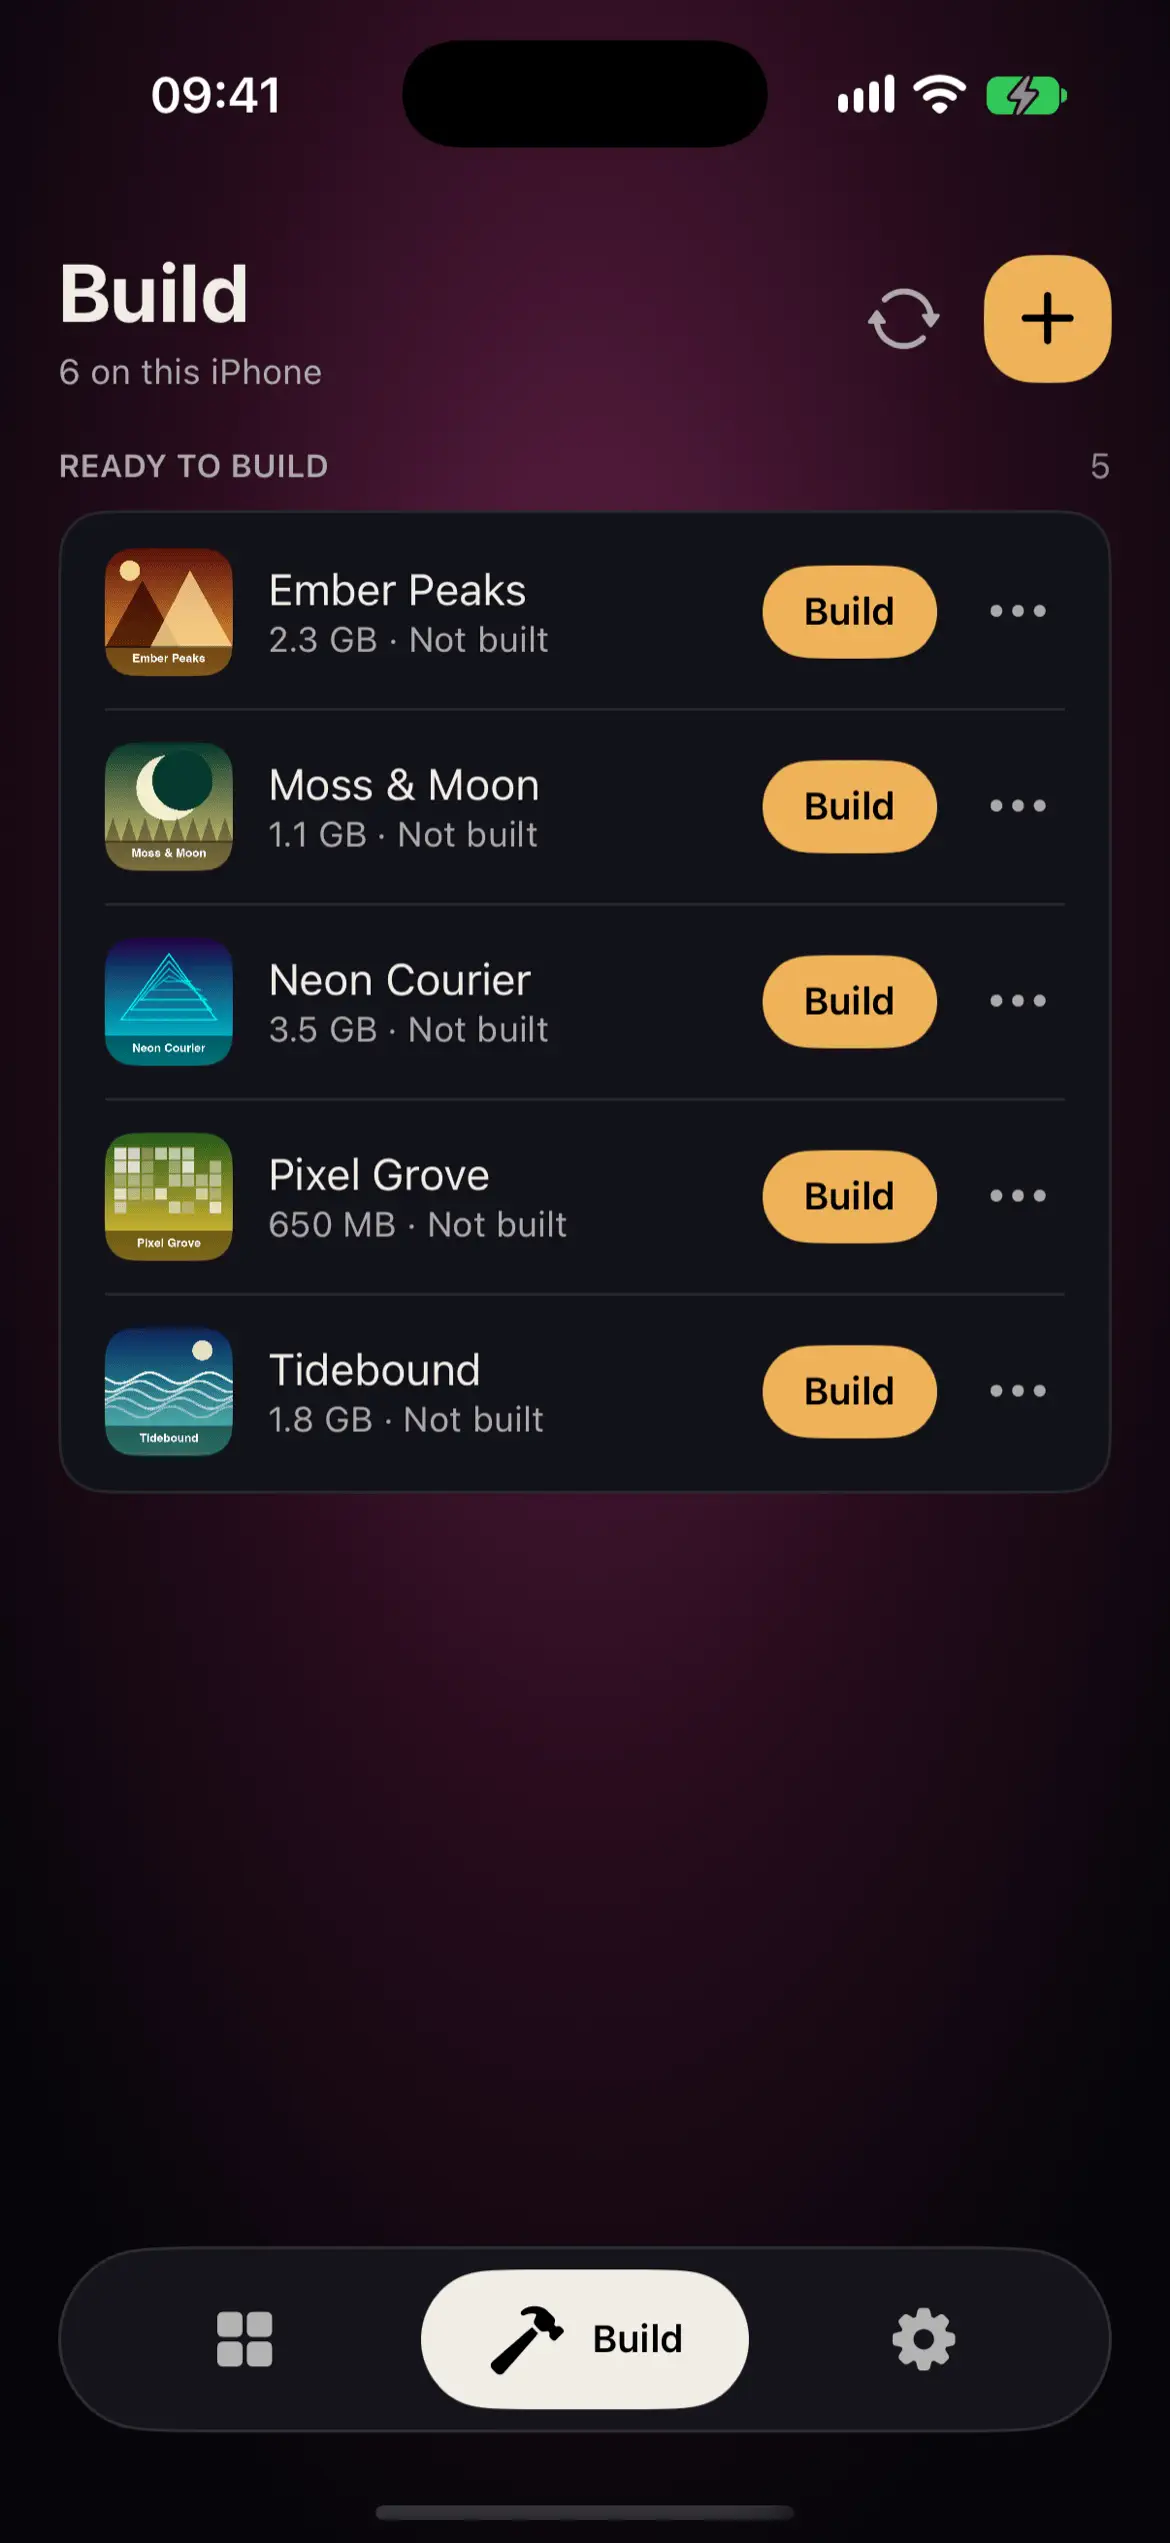 09:41
Build
6 on this iPhone
READY TO BUILD
5
Ember Peaks
Ember Peaks
2.3 GB · Not built
Build
Moss & Moon
Moss & Moon
1.1 GB · Not built
Build
Neon Courier
Neon Courier
3.5 GB · Not built
Build
Pixel Grove
Pixel Grove
650 MB · Not built
Build
Tidebound
Tidebound
1.8 GB · Not built
Build
Build